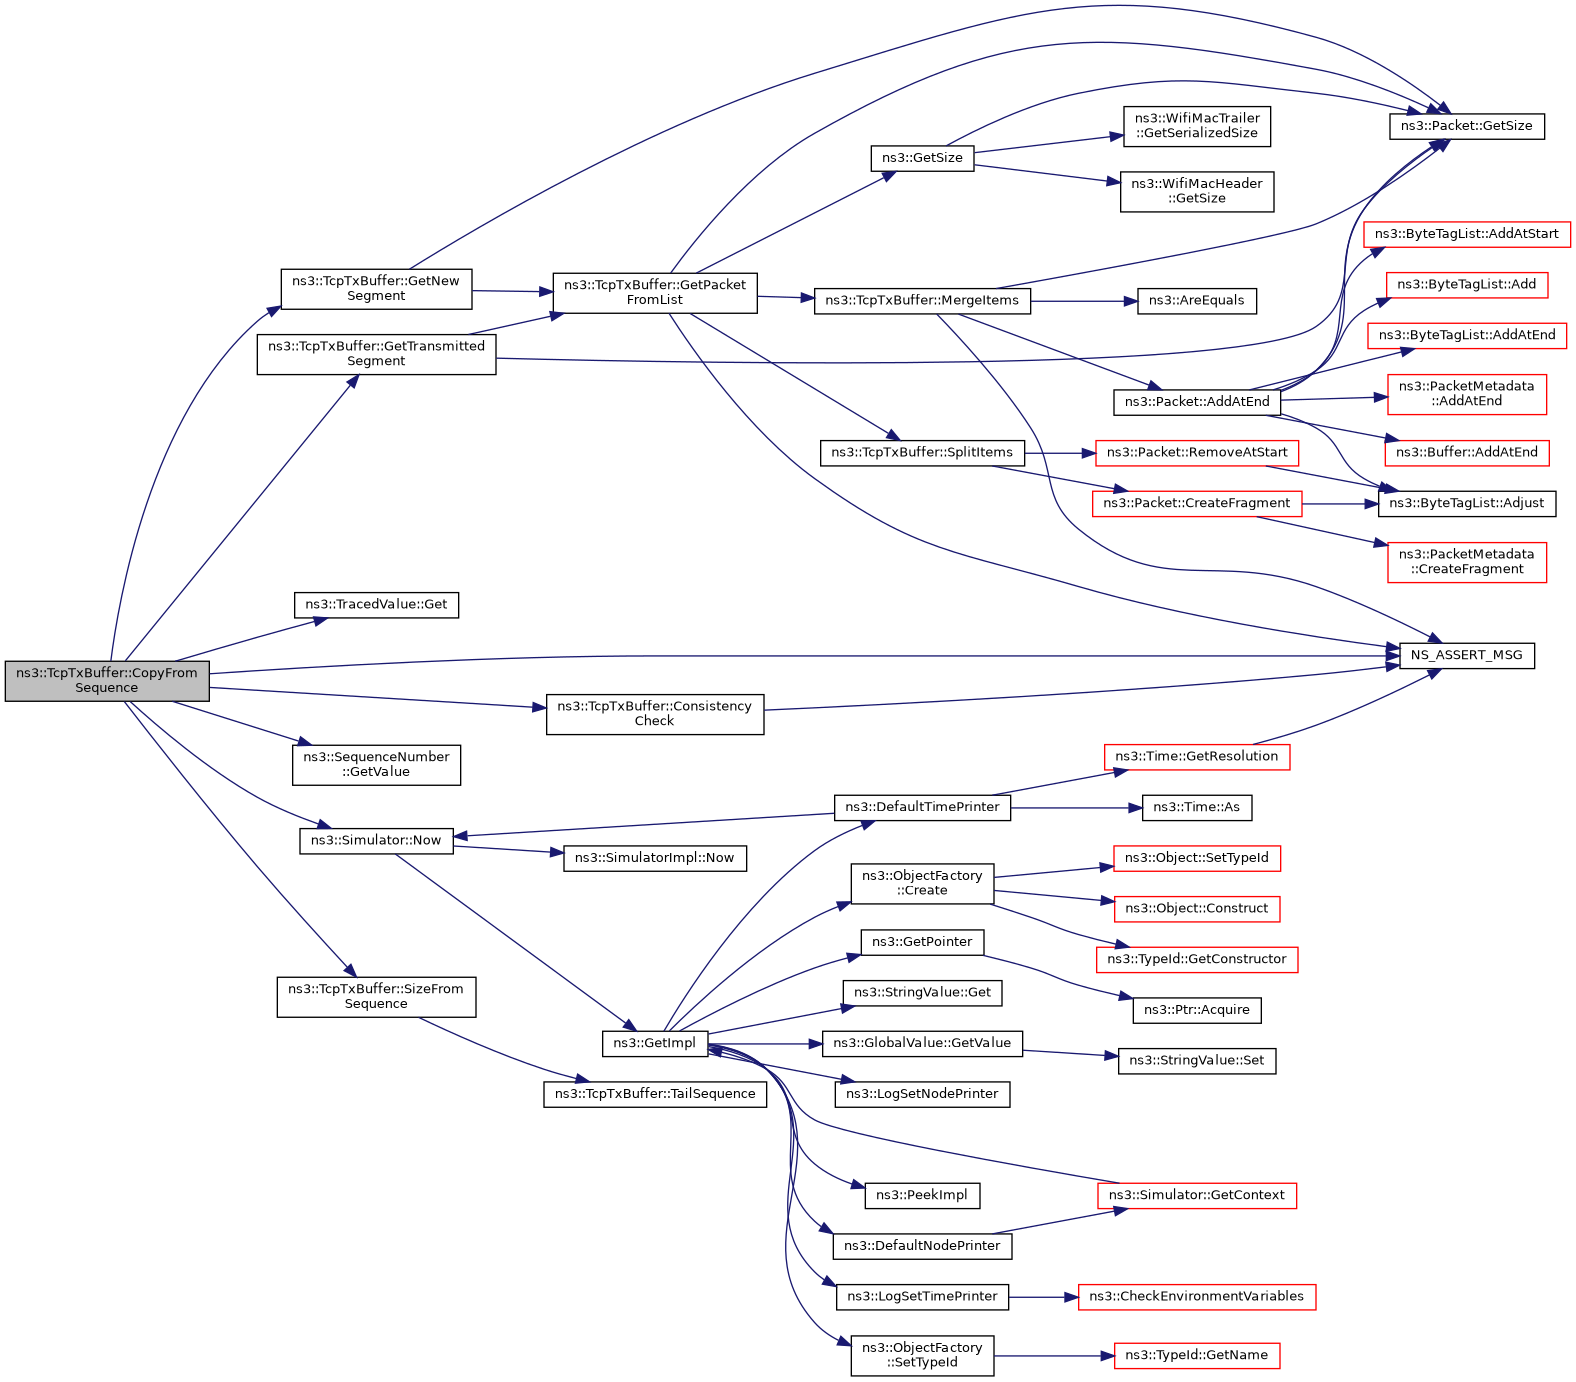 ns3::TcpTxBuffer::CopyFrom
Sequence
ns3::TcpTxBuffer::GetNew
Segment
ns3::TcpTxBuffer::GetTransmitted
Segment
ns3::TracedValue::Get
ns3::SequenceNumber
::GetValue
ns3::Simulator::Now
ns3::TcpTxBuffer::SizeFrom
Sequence
ns3::TcpTxBuffer::GetPacket
FromList
ns3::TcpTxBuffer::Consistency
Check
ns3::SimulatorImpl::Now
ns3::GetImpl
ns3::TcpTxBuffer::TailSequence
ns3::GetSize
ns3::TcpTxBuffer::MergeItems
ns3::TcpTxBuffer::SplitItems
ns3::DefaultTimePrinter
ns3::ObjectFactory
::Create
ns3::GetPointer
ns3::StringValue::Get
ns3::GlobalValue::GetValue
ns3::LogSetNodePrinter
ns3::PeekImpl
ns3::DefaultNodePrinter
ns3::LogSetTimePrinter
ns3::ObjectFactory
::SetTypeId
ns3::WifiMacTrailer
::GetSerializedSize
ns3::WifiMacHeader
::GetSize
ns3::AreEquals
ns3::Packet::AddAtEnd
ns3::Packet::RemoveAtStart
ns3::Packet::CreateFragment
ns3::Time::GetResolution
ns3::Time::As
ns3::Object::SetTypeId
ns3::Object::Construct
ns3::TypeId::GetConstructor
ns3::Ptr::Acquire
ns3::StringValue::Set
ns3::Simulator::GetContext
ns3::CheckEnvironmentVariables
ns3::TypeId::GetName
ns3::Packet::GetSize
ns3::ByteTagList::AddAtStart
ns3::ByteTagList::Add
ns3::ByteTagList::AddAtEnd
ns3::PacketMetadata
::AddAtEnd
ns3::Buffer::AddAtEnd
ns3::ByteTagList::Adjust
ns3::PacketMetadata
::CreateFragment
NS_ASSERT_MSG